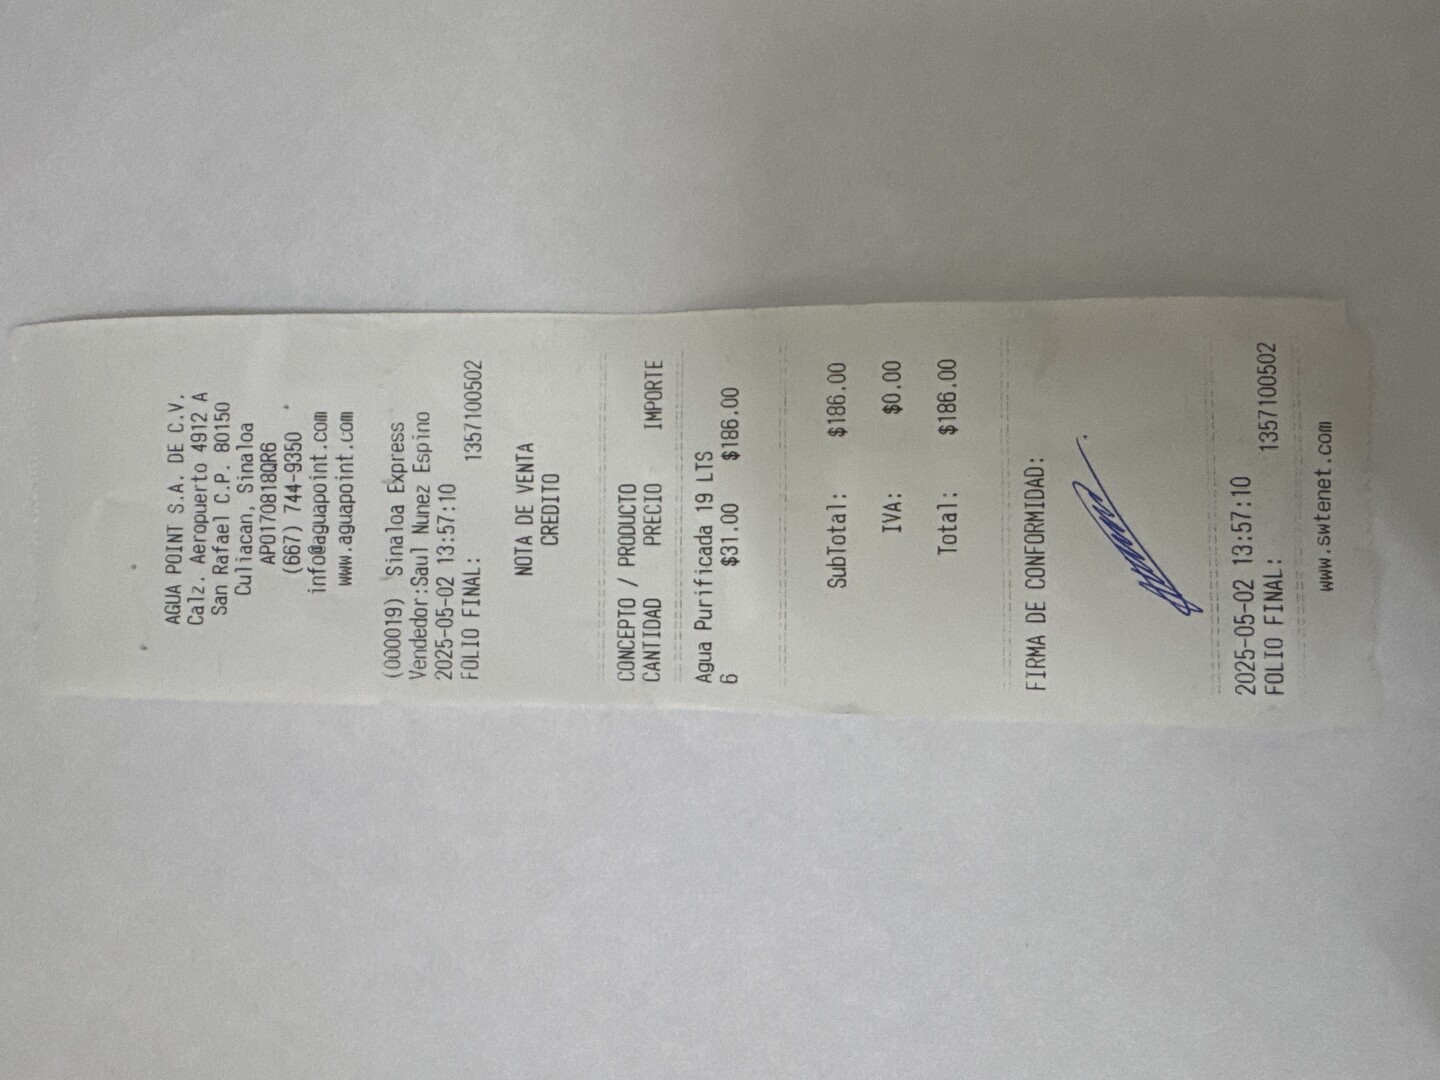 AGUA POINT S.A. DE C.V.
Calz. Aeropuerto 4912 A
San Rafael C.P. 80150
Culiacan, Sinaloa
APO170818QR6
(667) 744-9350
info@aguapoint.com
www.aguapoint.com
(000019) Sinaloa Express
Vendedor:Saul Nunez Espino
2025-05-02 13:57:10
FOLIO FINAL: 1357100502
NOTA DE VENTA
CREDITO
CONCEPTO / PRODUCTO
CANTIDAD PRECIO IMPORTE
Agua Purificada 19 LTS
6 $31.00 $186.00
SubTotal: $186.00
IVA: $0.00
Total: $186.00
FIRMA DE CONFORMIDAD:
2025-05-02 13:57:10
FOLIO FINAL: 1357100502
www.swtenet.com